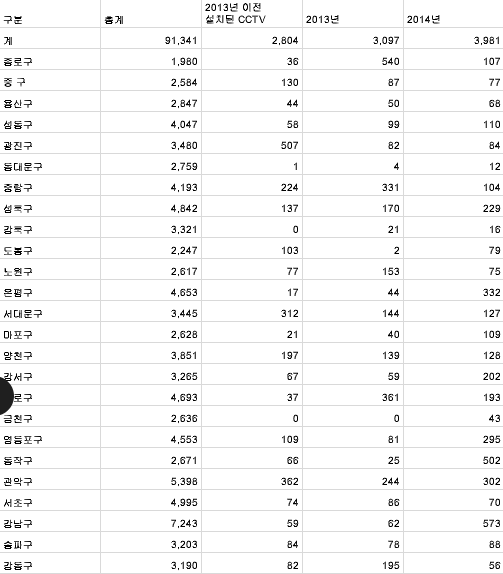 구분 총계 2013년 이전 설치된 CCTV 2013년 2014년
계 91,341 2,804 3,097 3,981
종로구 1,980 36 540 107
중 구 2,584 130 87 77
용산구 2,847 44 50 68
성동구 4,047 58 99 110
광진구 3,480 507 82 84
동대문구 2,759 1 4 12
중랑구 4,193 224 331 104
성북구 4,842 137 170 229
강북구 3,321 0 21 16
도봉구 2,247 103 2 79
노원구 2,617 77 153 75
은평구 4,653 17 44 332
서대문구 3,445 312 144 127
마포구 2,628 21 40 109
양천구 3,851 197 139 128
강서구 3,265 67 59 202
로구 4,693 37 361 193
금천구 2,636 0 0 43
영등포구 4,553 109 81 295
동작구 2,671 66 25 502
관악구 5,398 362 244 302
서초구 4,995 74 86 70
강남구 7,243 59 62 573
송파구 3,203 84 78 88
강동구 3,190 82 195 56